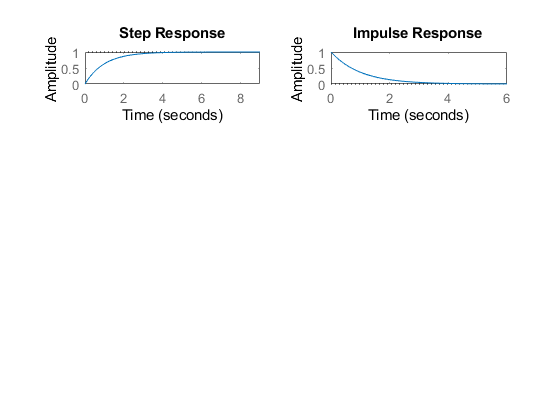 Step Response
Amplitude
1
0.5
0
0 2 4 6 8
Time (seconds)
Impulse Response
Amplitude
1
0.5
0
0 2 4 6
Time (seconds)